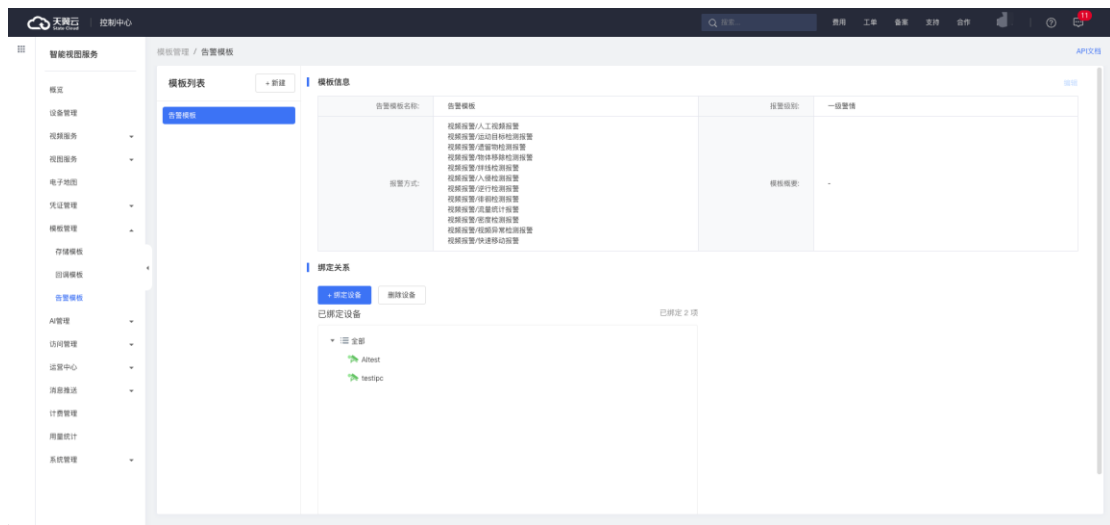 天翼云
State Cloud
控制中心
搜索...
费用
工单
备案
支持
合作
11
智能视图服务
模板管理 / 告警模板
API文档
概览
设备管理
视频服务
视图服务
电子地图
凭证管理
模板管理
存储模板
回调模板
告警模板
AI管理
访问管理
运营中心
消息推送
计费管理
用量统计
系统管理
模板列表
+ 新建
告警模板
模板信息
编辑
告警模板名称:
告警模板
报警级别:
一级警情
报警方式:
视频报警/人工视频报警
视频报警/运动目标检测报警
视频报警/遗留物检测报警
视频报警/物体移除检测报警
视频报警/绊线检测报警
视频报警/入侵检测报警
视频报警/逆行检测报警
视频报警/徘徊检测报警
视频报警/流量统计报警
视频报警/密度检测报警
视频报警/视频异常检测报警
视频报警/快速移动报警
模板概要:
-
绑定关系
+ 绑定设备
删除设备
已绑定设备
已绑定 2 项
全部
AItest
testipc